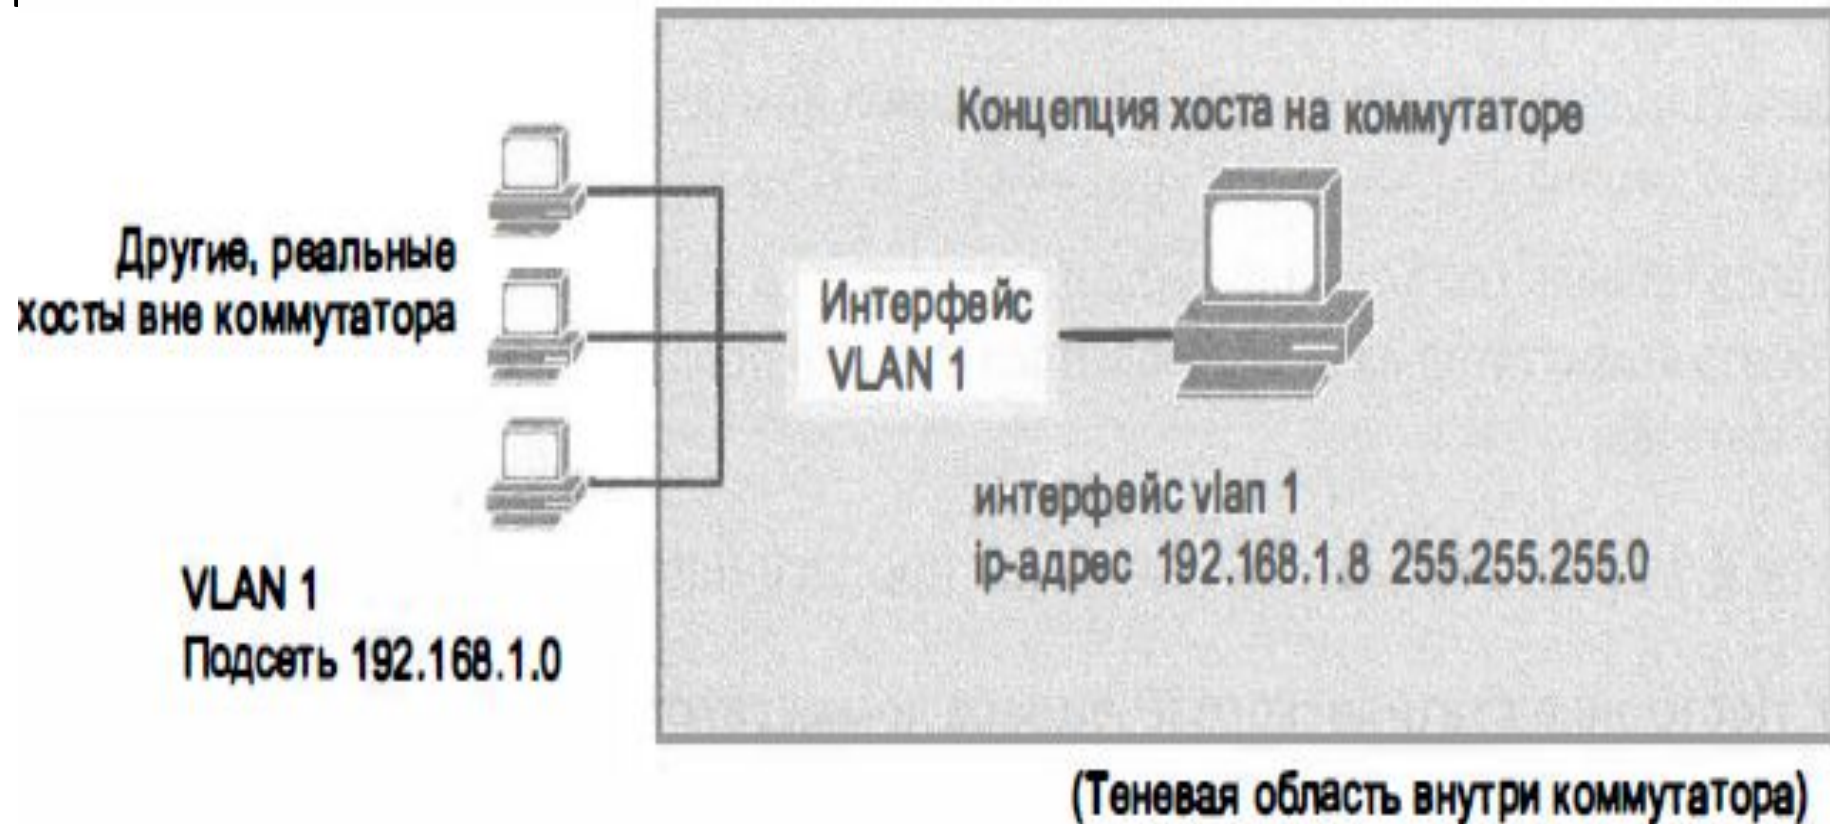 Концепция хоста на коммутаторе
Другие, реальные
хосты вне коммутатора
Интерфейс
VLAN 1
интерфейс vlan 1
ip-адрес 192.168.1.8 255.255.255.0
VLAN 1
Подсеть 192.168.1.0
(Теневая область внутри коммутатора)